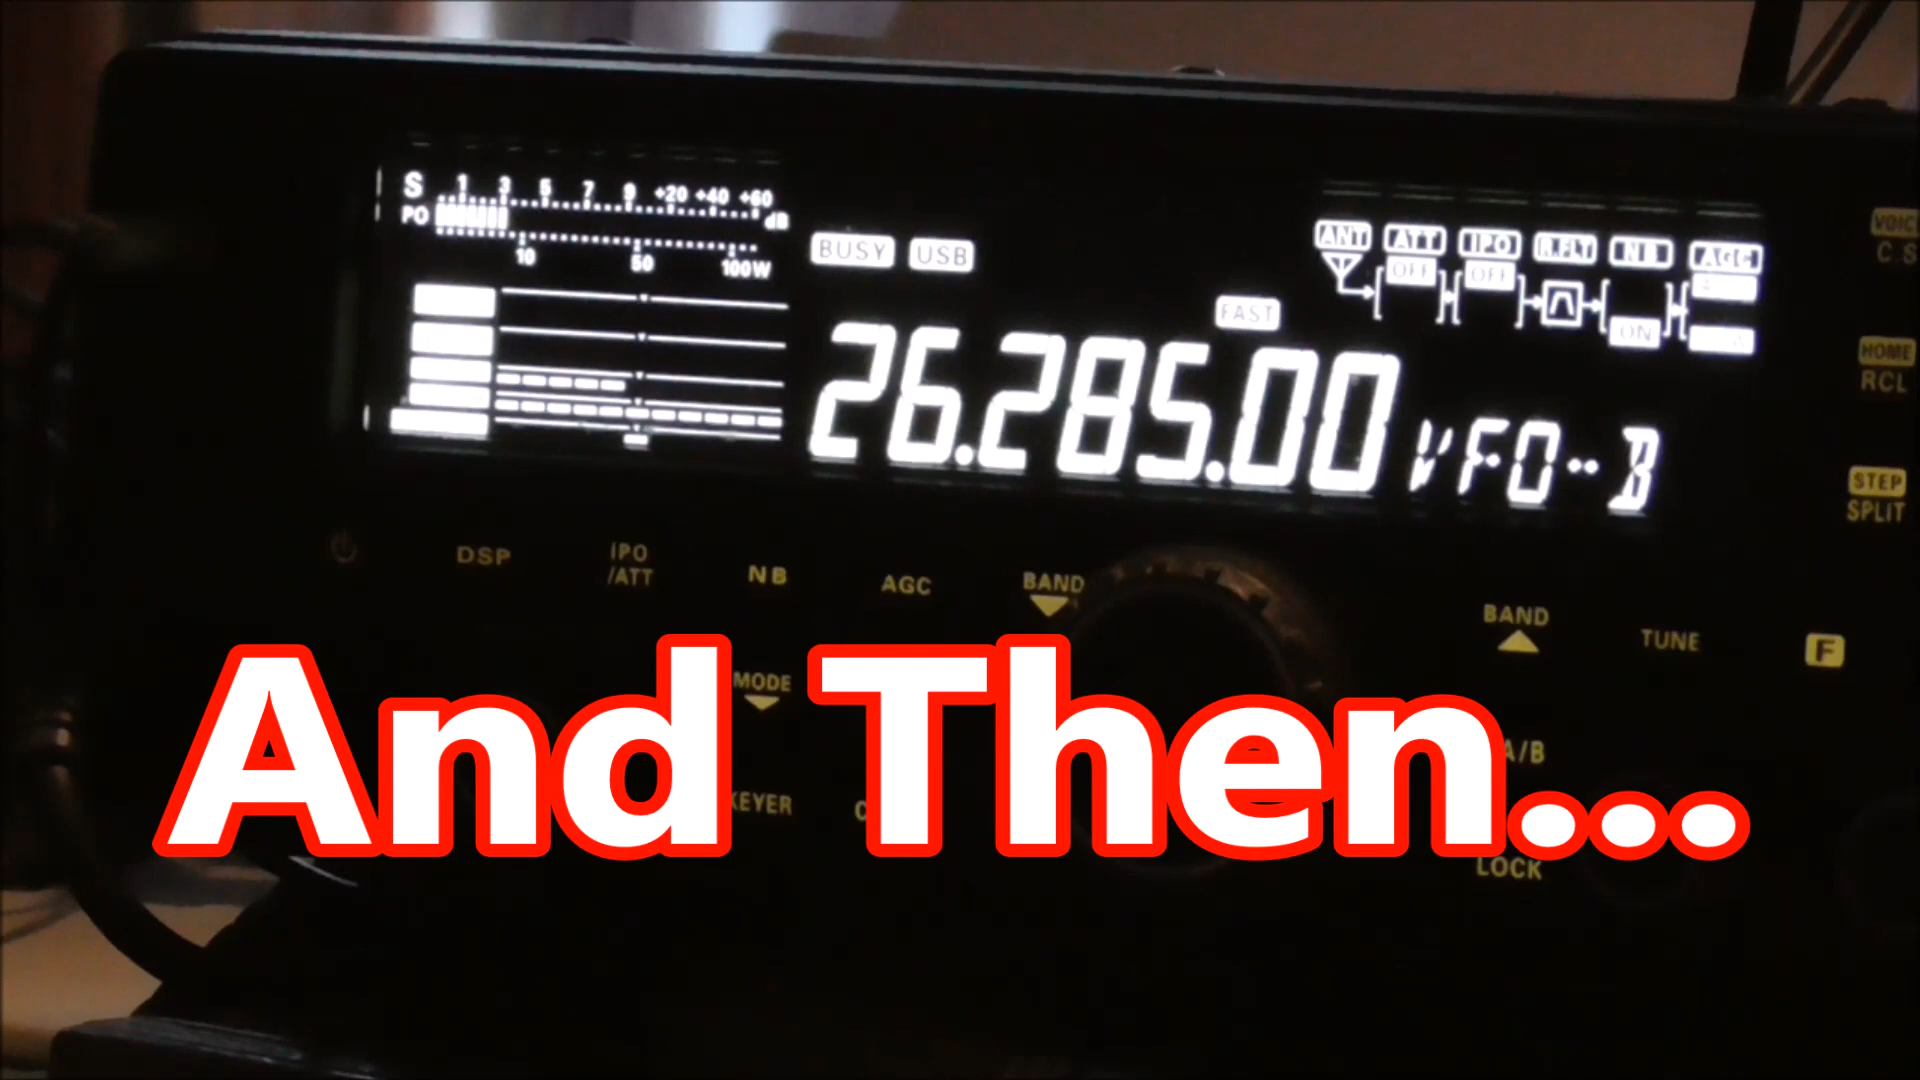 S 1 3 5 7 9 +20 +40 +60
PO dB
10 50 100W
BUSY USB
ANT ATT IPO R.FLT NB AGC
OFF OFF
ON
FAST
26.285.00 VFO--B
C.S
HOME
RCL
STEP
SPLIT
DSP
IPO
/ATT
NB
AGC
BAND
BAND
TUNE
F
MODE
And Then...
A/B
KEYER
LOCK